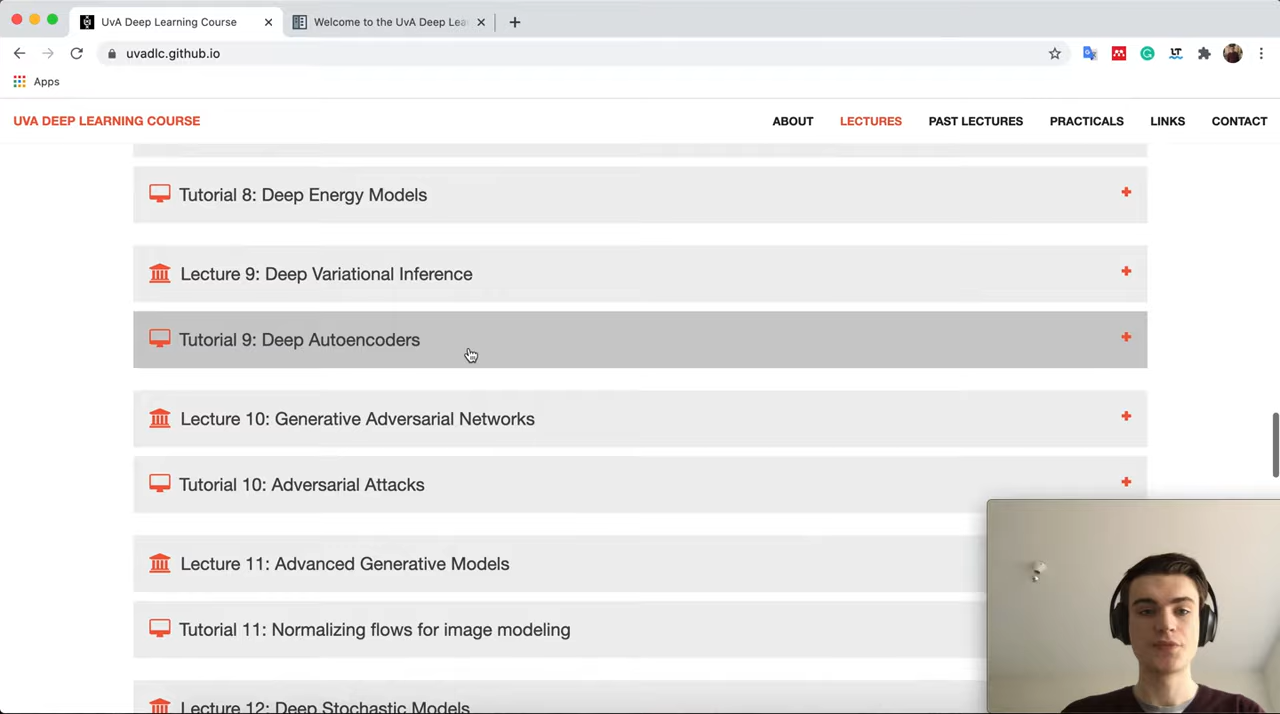 UvA Deep Learning Course
Welcome to the UvA Deep Lea
uvadlc.github.io
Apps
UVA DEEP LEARNING COURSE
ABOUT
LECTURES
PAST LECTURES
PRACTICALS
LINKS
CONTACT
Tutorial 8: Deep Energy Models
Lecture 9: Deep Variational Inference
Tutorial 9: Deep Autoencoders
Lecture 10: Generative Adversarial Networks
Tutorial 10: Adversarial Attacks
Lecture 11: Advanced Generative Models
Tutorial 11: Normalizing flows for image modeling
Lecture 12: Deep Stochastic Models